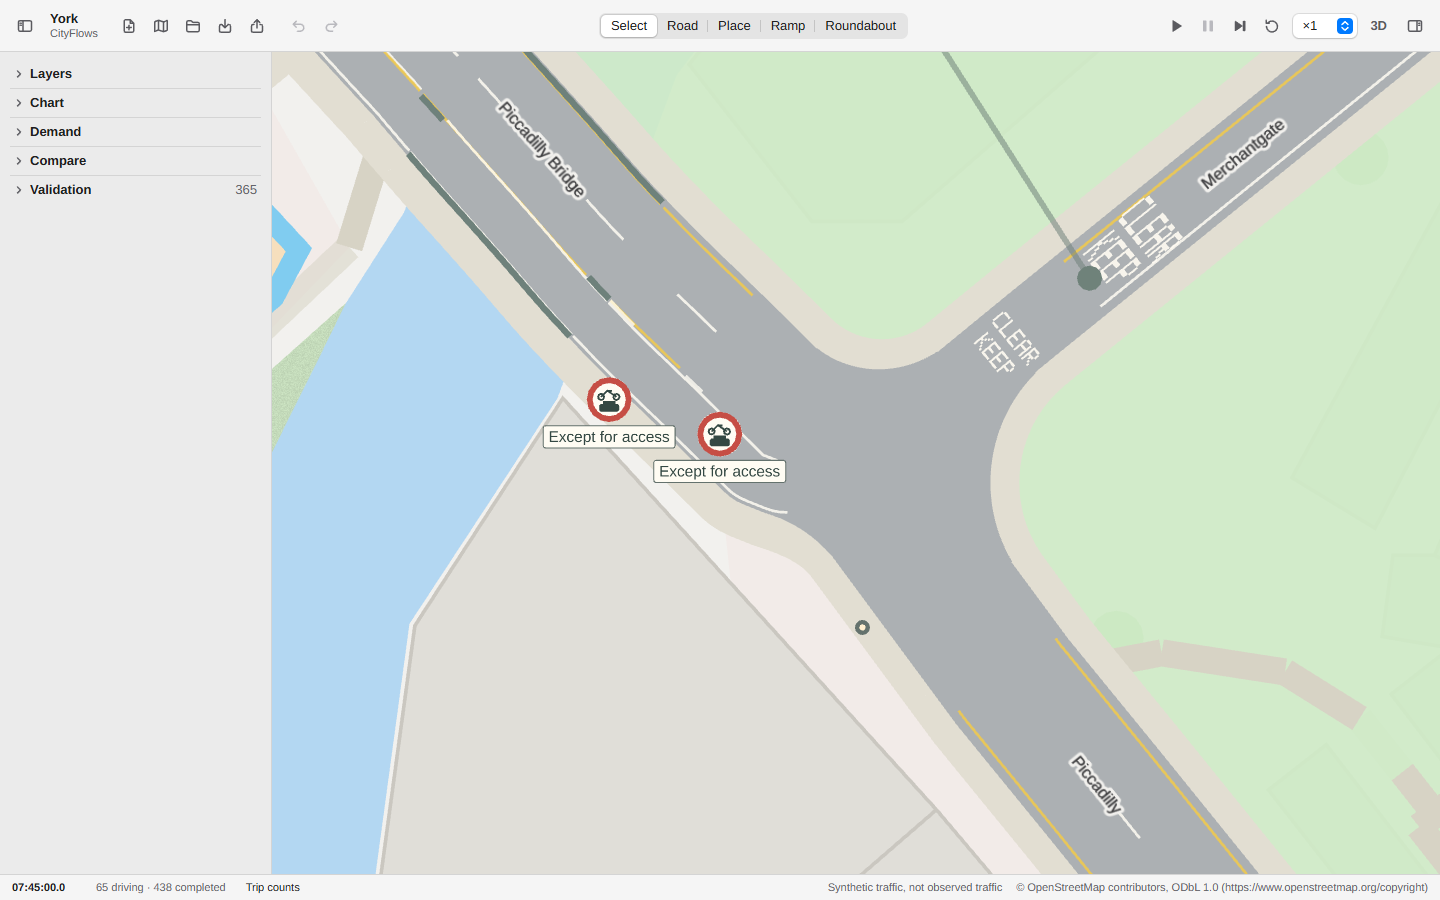 York
CityFlows
Select
Road
Place
Ramp
Roundabout
×1
3D
Layers
Chart
Demand
Compare
Validation 365
Piccadilly Bridge
Merchantgate
CLEAR
KEEP
Except for access
Except for access
Piccadilly
07:45:00.0
65 driving · 438 completed
Trip counts
Synthetic traffic, not observed traffic
© OpenStreetMap contributors, ODbL 1.0 (https://www.openstreetmap.org/copyright)